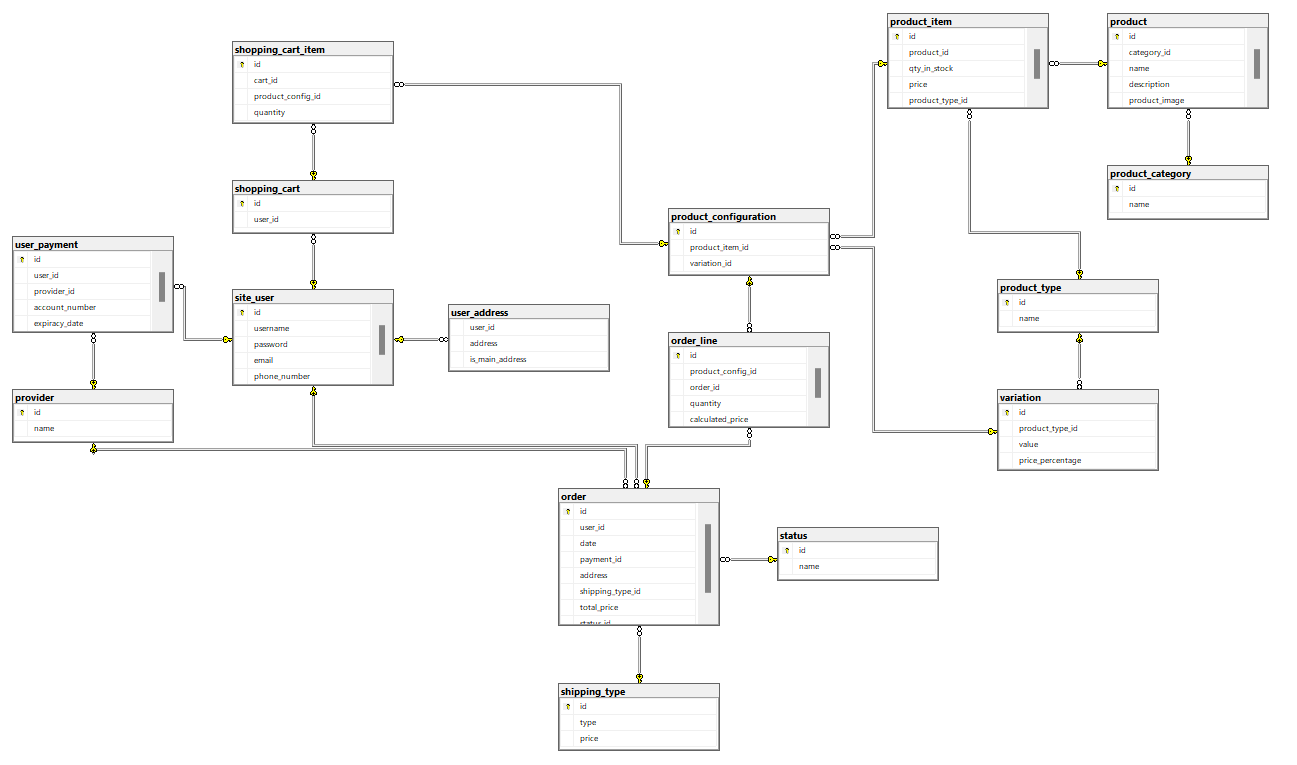 product_item
id
product_id
qty_in_stock
price
product_type_id
product
id
category_id
name
description
product_image
shopping_cart_item
id
cart_id
product_config_id
quantity
product_category
id
name
shopping_cart
id
user_id
product_configuration
id
product_item_id
variation_id
user_payment
id
user_id
provider_id
account_number
expiracy_date
site_user
id
username
password
email
phone_number
user_address
user_id
address
is_main_address
product_type
id
name
order_line
id
product_config_id
order_id
quantity
calculated_price
provider
id
name
variation
id
product_type_id
value
price_percentage
order
id
user_id
date
payment_id
address
shipping_type_id
total_price
status_id
status
id
name
shipping_type
id
type
price